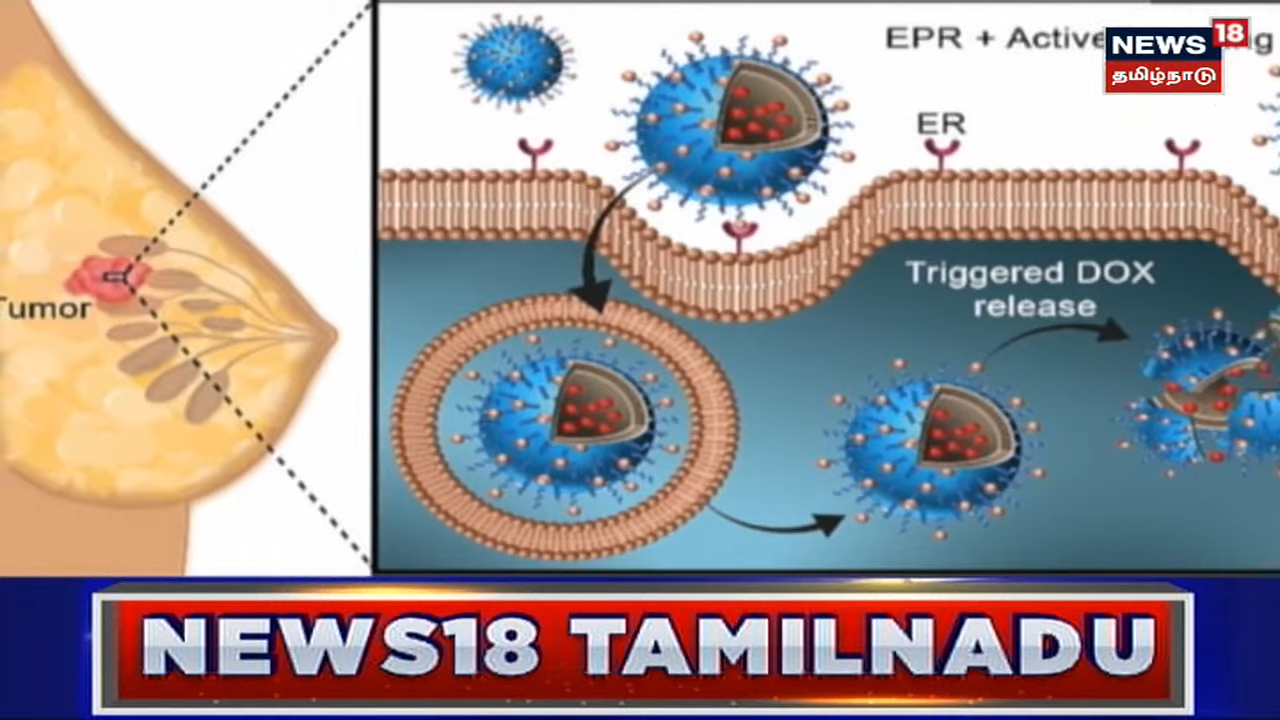 EPR + Active
NEWS 18
தமிழ்நாடு
ER
Triggered DOX
release
Tumor
NEWS18 TAMILNADU